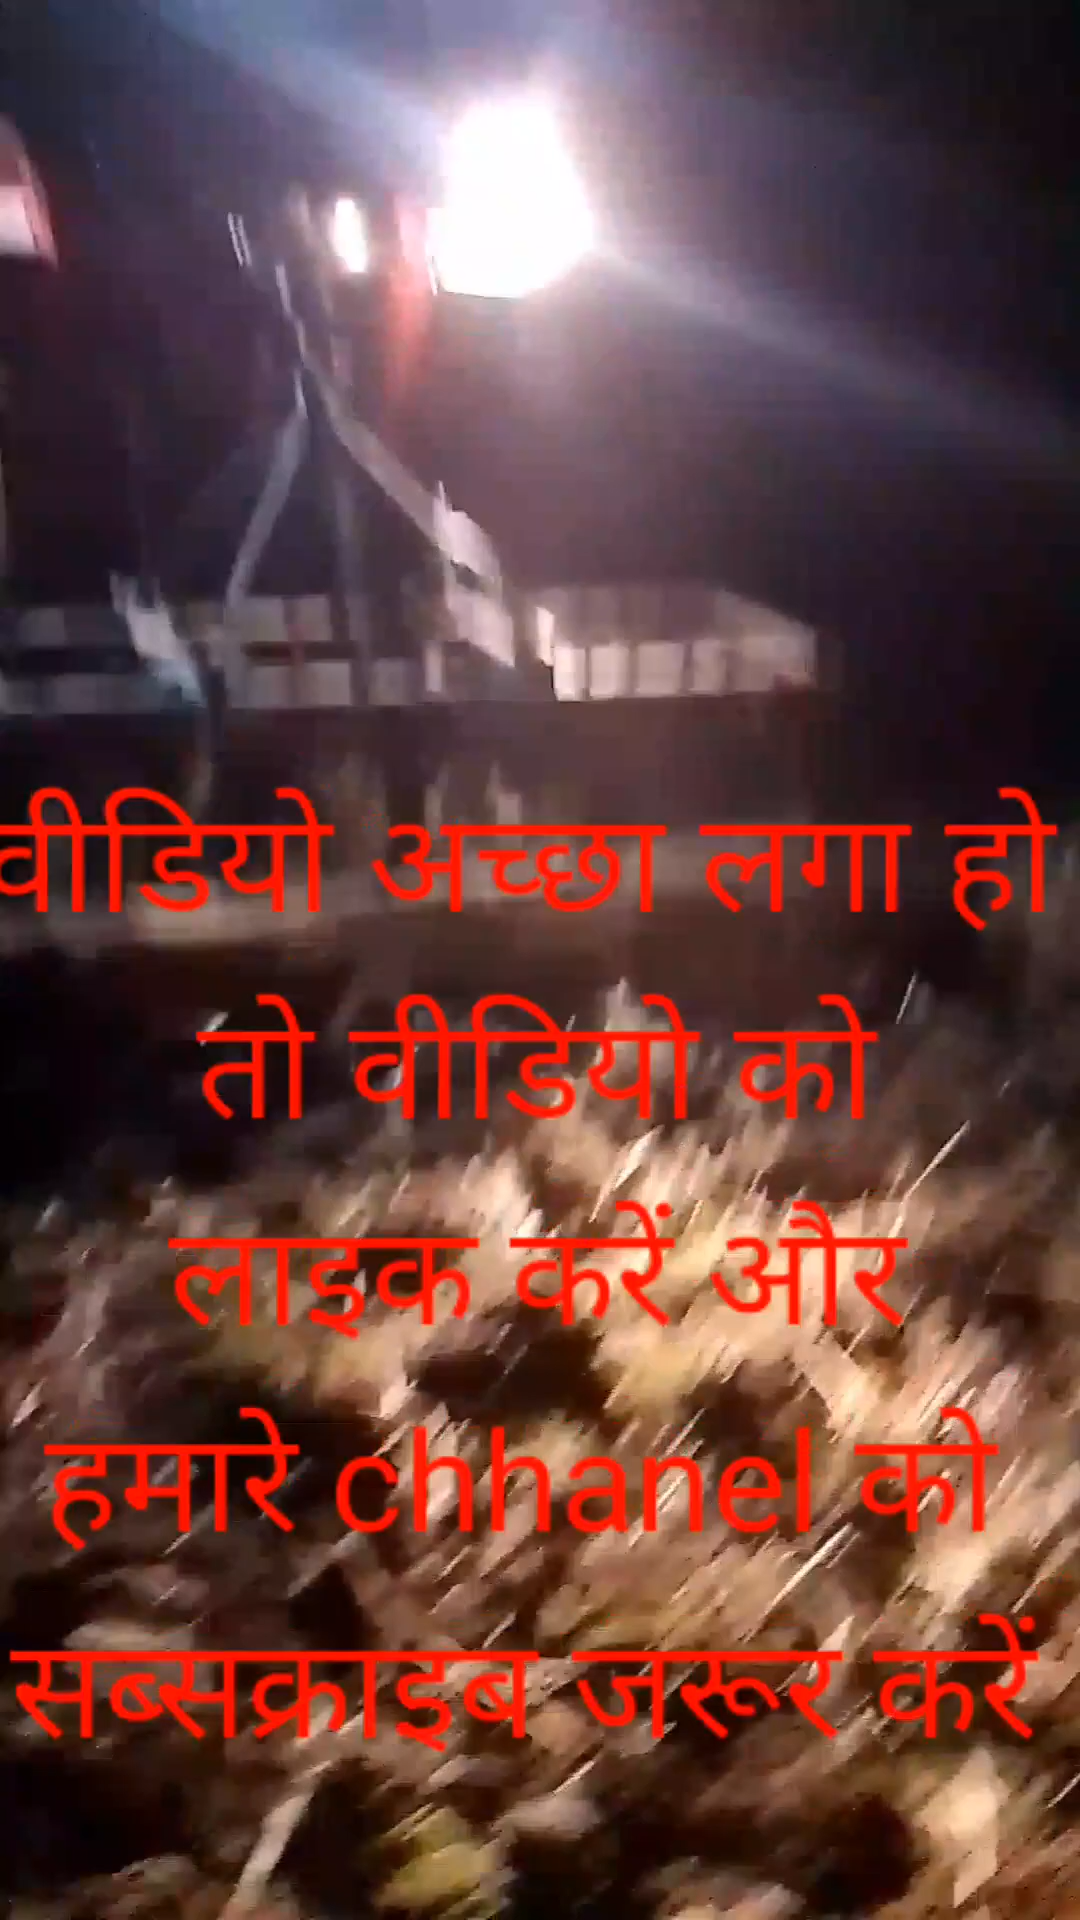 वीडियो अच्छा लगा हो
तो वीडियो को
लाइक करें और
हमारे chhanel को
सब्सक्राइब जरूर करें